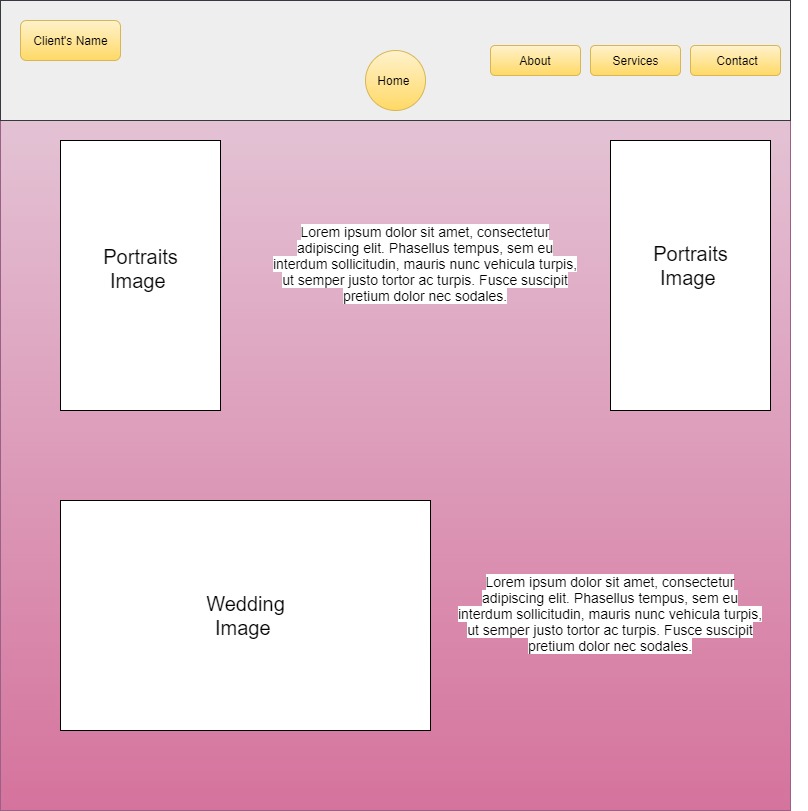 Client's Name
Home
About
Services
Contact
Portraits
Image
Lorem ipsum dolor sit amet, consectetur
adipiscing elit. Phasellus tempus, sem eu
interdum sollicitudin, mauris nunc vehicula turpis,
ut semper justo tortor ac turpis. Fusce suscipit
pretium dolor nec sodales.
Portraits
Image
Wedding
Image
Lorem ipsum dolor sit amet, consectetur
adipiscing elit. Phasellus tempus, sem eu
interdum sollicitudin, mauris nunc vehicula turpis,
ut semper justo tortor ac turpis. Fusce suscipit
pretium dolor nec sodales.